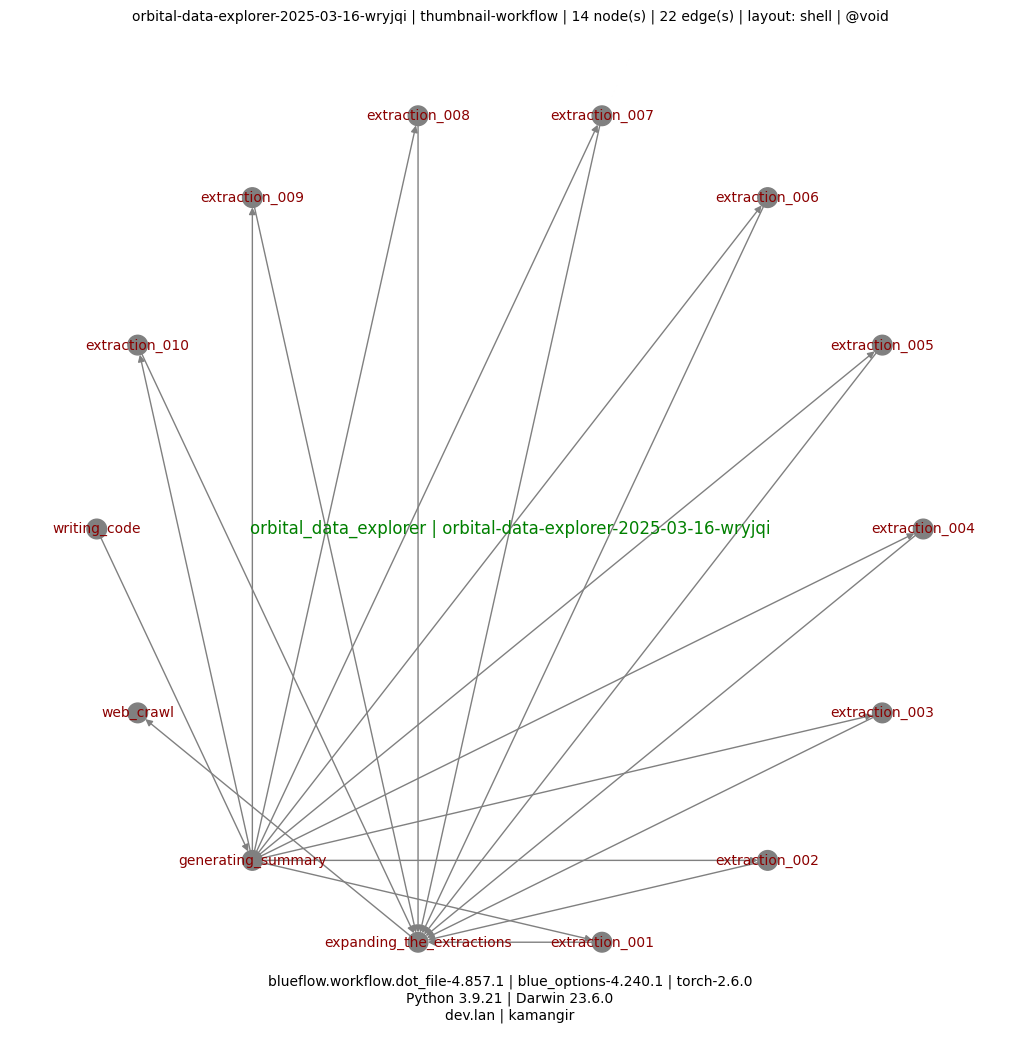 orbital-data-explorer-2025-03-16-wryjqi | thumbnail-workflow | 14 node(s) | 22 edge(s) | layout: shell | @void
extraction_008
extraction_007
extraction_009
extraction_006
extraction_010
extraction_005
writing_code
orbital_data_explorer | orbital-data-explorer-2025-03-16-wryjqi
extraction_004
web_crawl
extraction_003
generating_summary
extraction_002
expanding_the_extractions
extraction_001
blueflow.workflow.dot_file-4.857.1 | blue_options-4.240.1 | torch-2.6.0
Python 3.9.21 | Darwin 23.6.0
dev.lan | kamangir